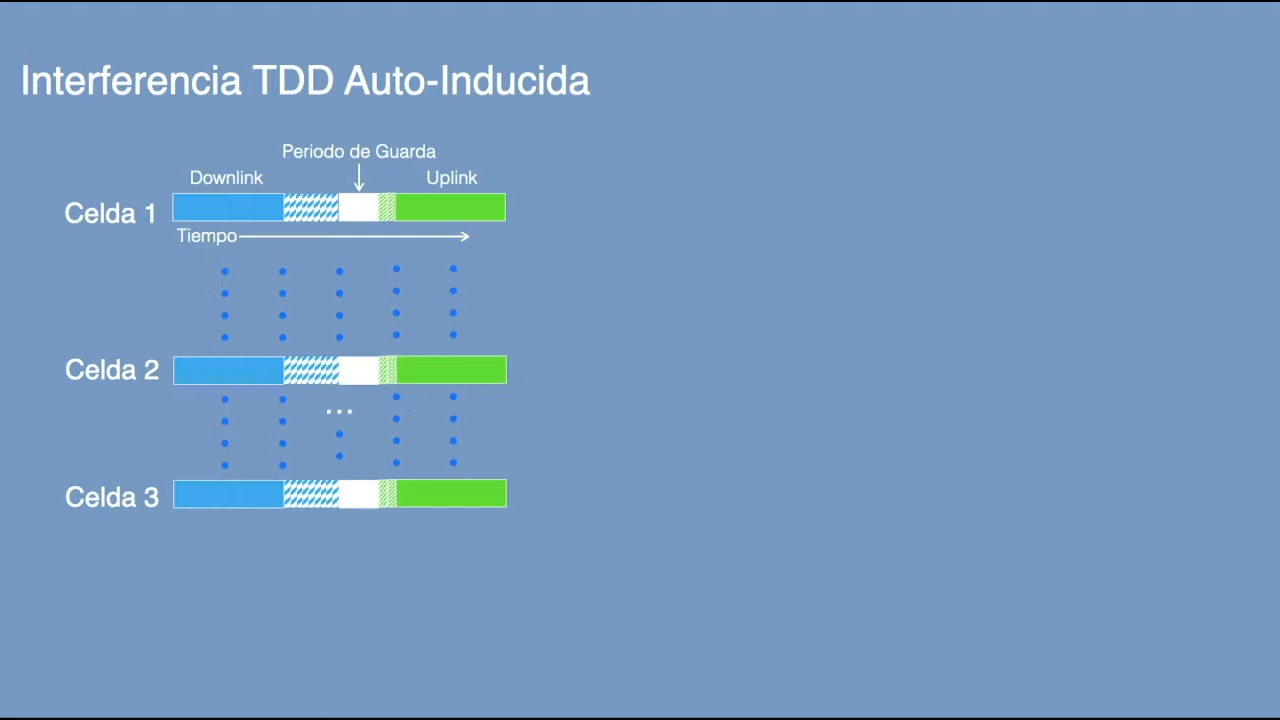 Interferencia TDD Auto-Inducida
Periodo de Guarda
Downlink
Uplink
Celda 1
Tiempo
Celda 2
...
Celda 3